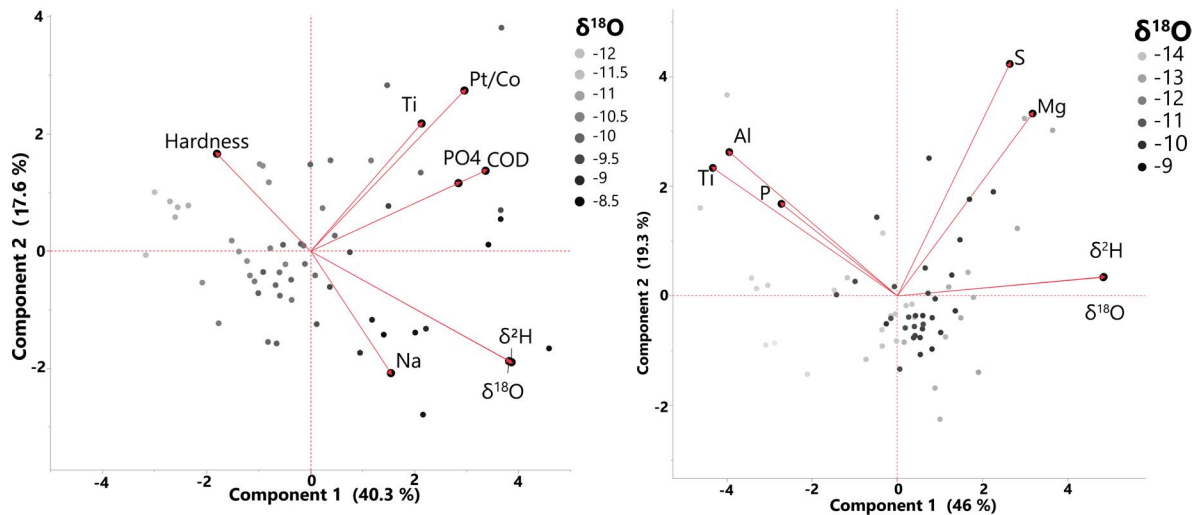 4
2
0
-2
Component 2 (17.6 %)
-4
-2
0
2
4
Component 1 (40.3 %)
Hardness
Ti
Pt/Co
PO4 COD
Na
δ²H
δ¹⁸O
δ¹⁸O
-12
-11.5
-11
-10.5
-10
-9.5
-9
-8.5
4
2
0
-2
Component 2 (19.3 %)
-4
-2
0
2
4
Component 1 (46 %)
S
Mg
Al
Ti
P
δ²H
δ¹⁸O
δ¹⁸O
-14
-13
-12
-11
-10
-9